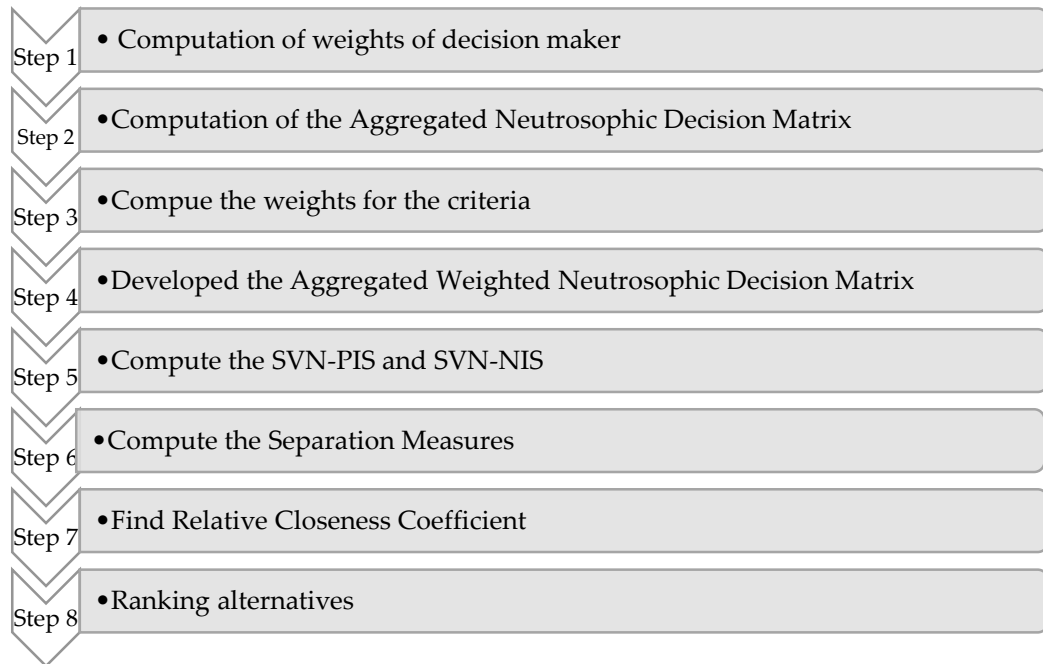 Step 1
• Computation of weights of decision maker
Step 2
•Computation of the Aggregated Neutrosophic Decision Matrix
Step 3
•Compue the weights for the criteria
Step 4
•Developed the Aggregated Weighted Neutrosophic Decision Matrix
Step 5
•Compute the SVN-PIS and SVN-NIS
Step 6
•Compute the Separation Measures
Step 7
•Find Relative Closeness Coefficient
Step 8
•Ranking alternatives